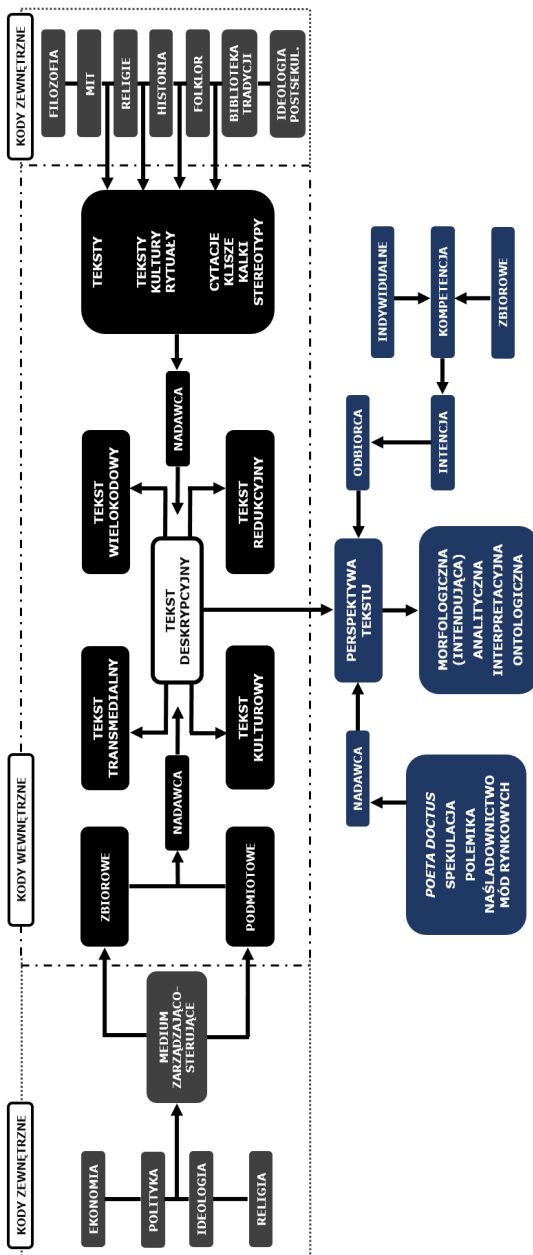 KODY ZEWNĘTRZNE
EKONOMIA
POLITYKA
IDEOLOGIA
RELIGIA
MEDIUM
ZARZĄDZAJĄCO-
STERUJĄCE
KODY WEWNĘTRZNE
ZBIOROWE
PODMIOTOWE
NADAWCA
TEKST
TRANSMEDIALNY
TEKST
KULTUROWY
TEKST
DESKRYPCYJNY
TEKST
WIELOKODOWY
TEKST
REDUKCYJNY
NADAWCA
TEKSTY
TEKSTY
KULTURY
RYTUAŁY
CYTACJE
KLISZE
KALKI
STEREOTYPY
KODY ZEWNĘTRZNE
FILOZOFIA
MIT
RELIGIE
HISTORIA
FOLKLOR
BIBLIOTEKA
TRADYCJI
IDEOLOGIA
POSTSEKUL.
POETA DOCTUS
SPEKULACJA
POLEMIKA
NAŚLADOWNICTWO
MÓD RYNKOWYCH
NADAWCA
PERSPEKTYWA
TEKSTU
MORFOLOGICZNA
(INTENDUJĄCA)
ANALITYCZNA
INTERPRETACYJNA
ONTOLOGICZNA
ODBIORCA
INTENCJA
INDYWIDUALNE
KOMPETENCJA
ZBIOROWE